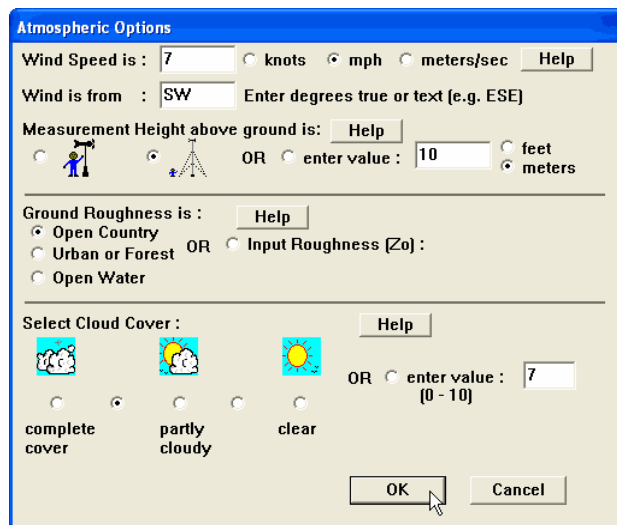 Atmospheric Options
Wind Speed is : 7 knots mph meters/sec Help
Wind is from : SW Enter degrees true or text (e.g. ESE)
Measurement Height above ground is: Help
OR enter value : 10 feet
meters
Ground Roughness is : Help
Open Country
Urban or Forest OR Input Roughness (Zo) :
Open Water
Select Cloud Cover : Help
OR enter value : 7
(0 - 10)
complete partly clear
cover cloudy
OK Cancel